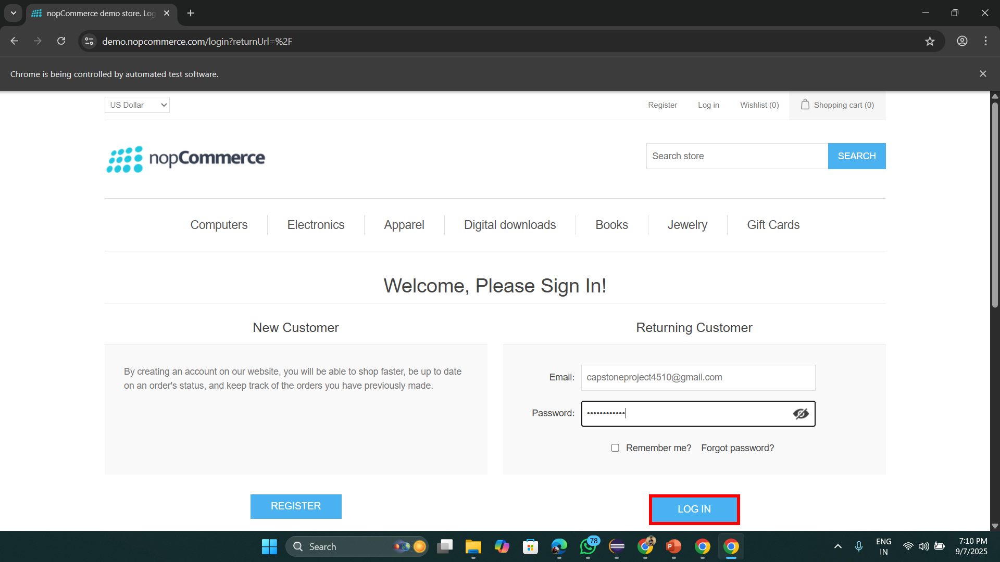 nopCommerce demo store. Log
demo.nopcommerce.com/login?returnUrl=%2F
Chrome is being controlled by automated test software.
US Dollar
Register
Log in
Wishlist (0)
Shopping cart (0)
nopCommerce
Search store
SEARCH
Computers
Electronics
Apparel
Digital downloads
Books
Jewelry
Gift Cards
Welcome, Please Sign In!
New Customer
By creating an account on our website, you will be able to shop faster, be up to date
on an order's status, and keep track of the orders you have previously made.
REGISTER
Returning Customer
Email:
capstoneproject4510@gmail.com
Password:
••••••••••••
Remember me?
Forgot password?
LOG IN
Search
78
P
ENG
IN
7:10 PM
9/7/2025